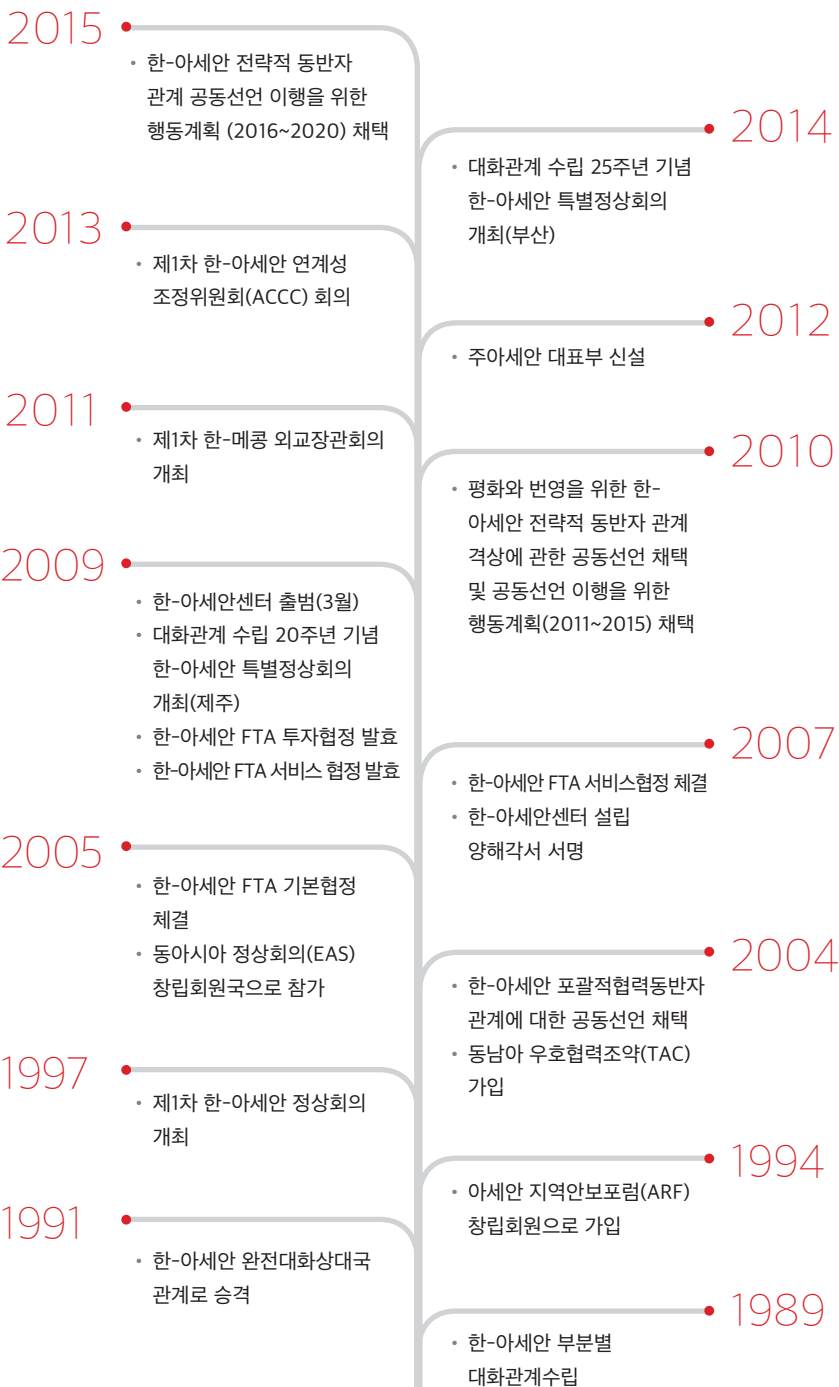 2015
• 한-아세안 전략적 동반자
관계 공동선언 이행을 위한
행동계획 (2016~2020) 채택
2014
• 대화관계 수립 25주년 기념
한-아세안 특별정상회의
개최(부산)
2013
• 제1차 한-아세안 연계성
조정위원회(ACCC) 회의
2012
• 주아세안 대표부 신설
2011
• 제1차 한-메콩 외교장관회의
개최
2010
• 평화와 번영을 위한 한-
아세안 전략적 동반자 관계
격상에 관한 공동선언 채택
및 공동선언 이행을 위한
행동계획(2011~2015) 채택
2009
• 한-아세안센터 출범(3월)
• 대화관계 수립 20주년 기념
한-아세안 특별정상회의
개최(제주)
• 한-아세안 FTA 투자협정 발효
• 한-아세안 FTA 서비스 협정 발효
2007
• 한-아세안 FTA 서비스협정 체결
• 한-아세안센터 설립
양해각서 서명
2005
• 한-아세안 FTA 기본협정
체결
• 동아시아 정상회의(EAS)
창립회원국으로 참가
2004
• 한-아세안 포괄적협력동반자
관계에 대한 공동선언 채택
• 동남아 우호협력조약(TAC)
가입
1997
• 제1차 한-아세안 정상회의
개최
1994
• 아세안 지역안보포럼(ARF)
창립회원으로 가입
1991
• 한-아세안 완전대화상대국
관계로 승격
1989
• 한-아세안 부분별
대화관계수립